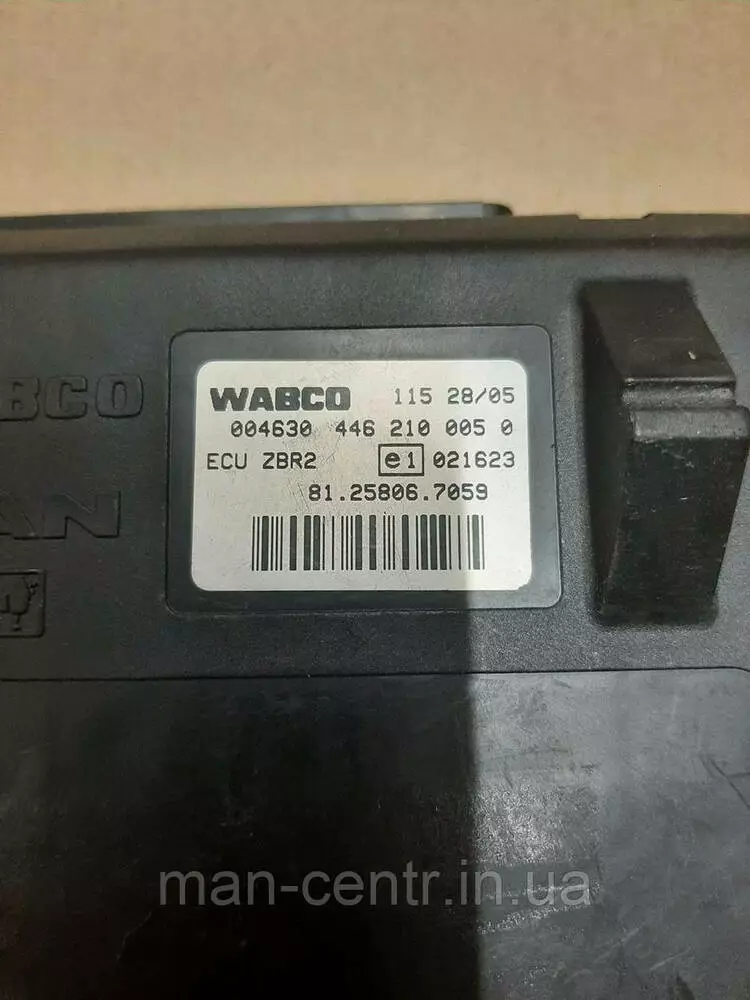 WABCO 115 28/05
004630 446 210 005 0
ECU ZBR2 e1 021623
81.25806.7059
man-centr.in.ua